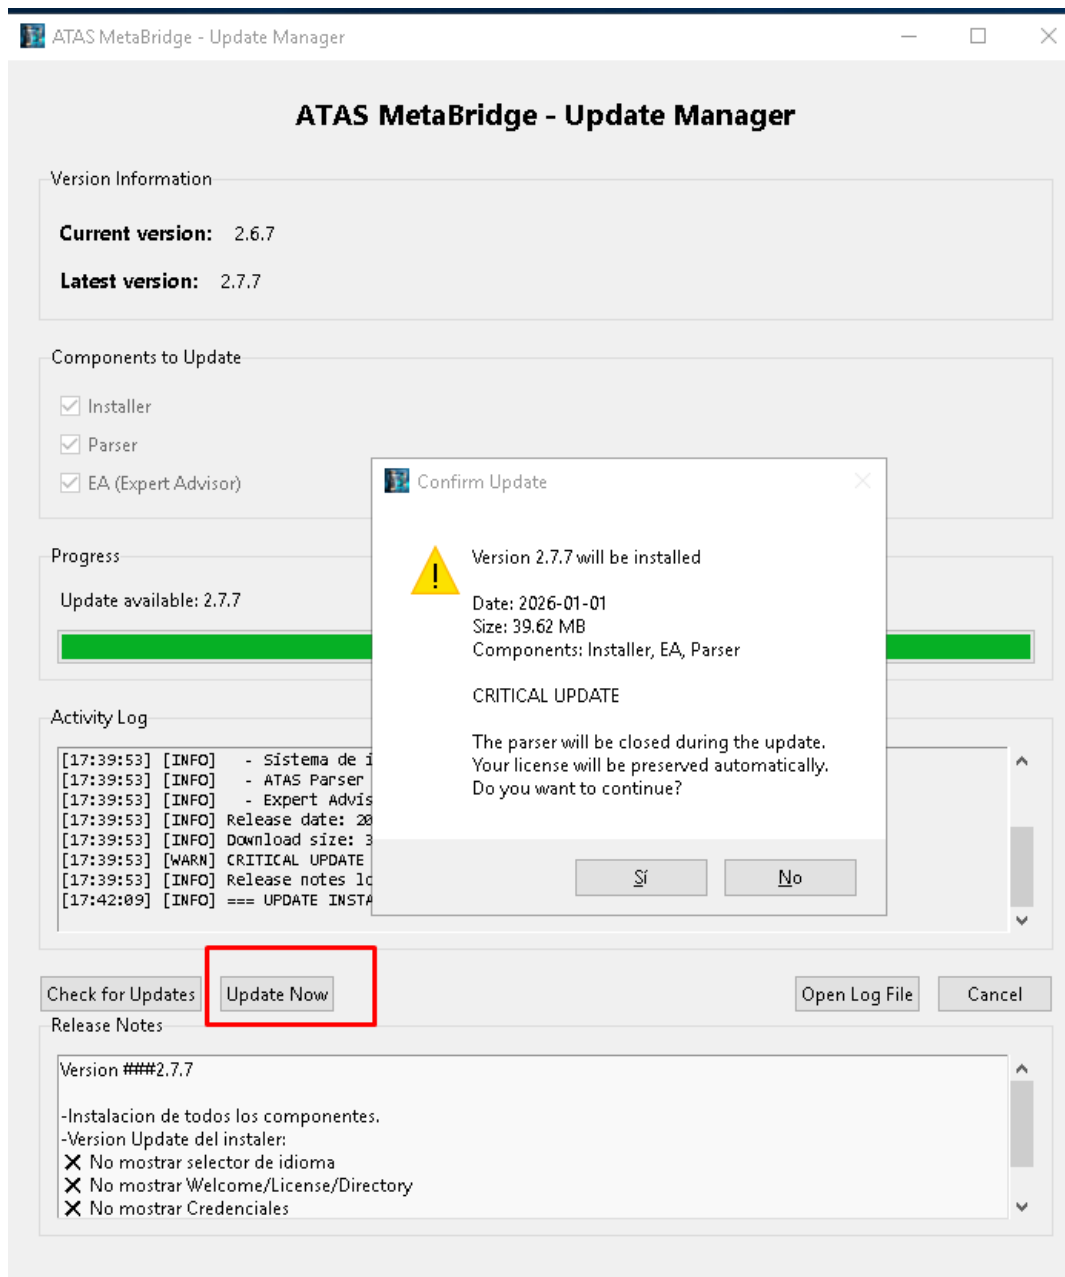 ATAS MetaBridge - Update Manager
ATAS MetaBridge - Update Manager
Version Information
Current version: 2.6.7
Latest version: 2.7.7
Components to Update
Installer
Parser
EA (Expert Advisor)
Confirm Update
Version 2.7.7 will be installed
Date: 2026-01-01
Size: 39.62 MB
Components: Installer, EA, Parser
CRITICAL UPDATE
The parser will be closed during the update.
Your license will be preserved automatically.
Do you want to continue?
Sí
No
Progress
Update available: 2.7.7
Activity Log
[17:39:53] [INFO] - Sistema de
[17:39:53] [INFO] - ATAS Parser
[17:39:53] [INFO] - Expert
[17:39:53] [INFO] Release date:
[17:39:53] [INFO] Download size:
[17:39:53] [WARN] CRITICAL UPDATE
[17:39:53] [INFO] Release notes
[17:42:09] [INFO] === UPDATE
Check for Updates
Update Now
Open Log File
Cancel
Release Notes
Version ###2.7.7
-Instalacion de todos los componentes.
-Version Update del instaler:
❌ No mostrar selector de idioma
❌ No mostrar Welcome/License/Directory
❌ No mostrar Credenciales